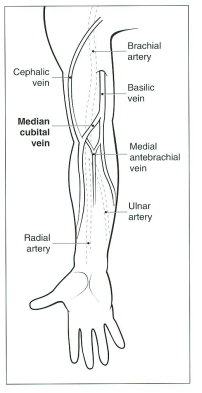 Brachial
artery
Cephalic
vein
Basilic
vein
Median
cubital
vein
Medial
antebrachial
vein
Ulnar
artery
Radial
artery